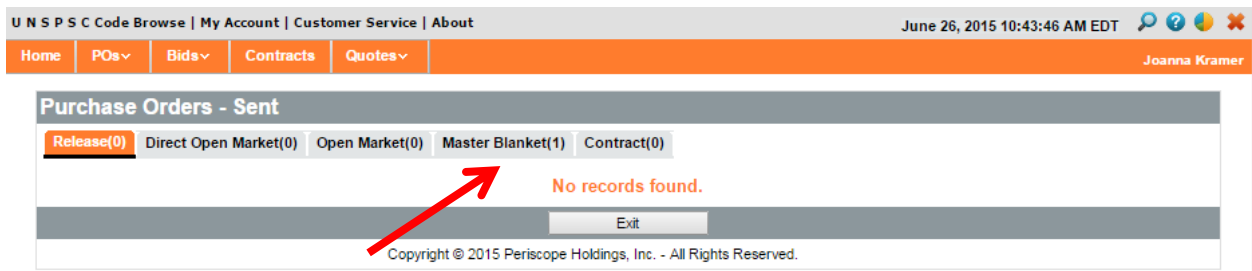 U N S P S C Code Browse | My Account | Customer Service | About June 26, 2015 10:43:46 AM EDT
Home POs Bids Contracts Quotes Joanna Kramer
Purchase Orders - Sent
Release(0) Direct Open Market(0) Open Market(0) Master Blanket(1) Contract(0)
No records found.
Exit
Copyright © 2015 Periscope Holdings, Inc. - All Rights Reserved.